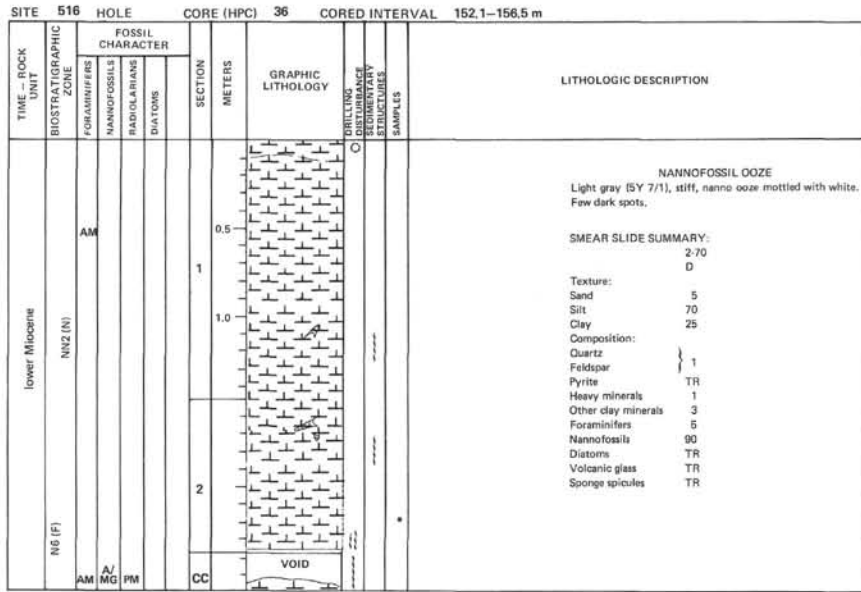 SITE 516 HOLE CORE (HPC) 36 CORED INTERVAL 152,1–156,5 m
TIME – ROCK UNIT
BIOSTRATIGRAPHIC ZONE
FOSSIL CHARACTER
FORAMINIFERS
NANNOFOSSILS
RADIOLARIANS
DIATOMS
SECTION
METERS
GRAPHIC LITHOLOGY
DRILLING DISTURBANCE
SEDIMENTARY STRUCTURES
SAMPLES
LITHOLOGIC DESCRIPTION
lower Miocene
NN2 (N)
N6 (F)
AM
AM
A/ MG
PM
1
2
CC
0.5
1.0
VOID
NANNOFOSSIL OOZE
Light gray (5Y 7/1), stiff, nanno ooze mottled with white.
Few dark spots.
SMEAR SLIDE SUMMARY:
2-70
D
Texture:
Sand 5
Silt 70
Clay 25
Composition:
Quartz
Feldspar } 1
Pyrite TR
Heavy minerals 1
Other clay minerals 3
Foraminifers 5
Nannofossils 90
Diatoms TR
Volcanic glass TR
Sponge spicules TR